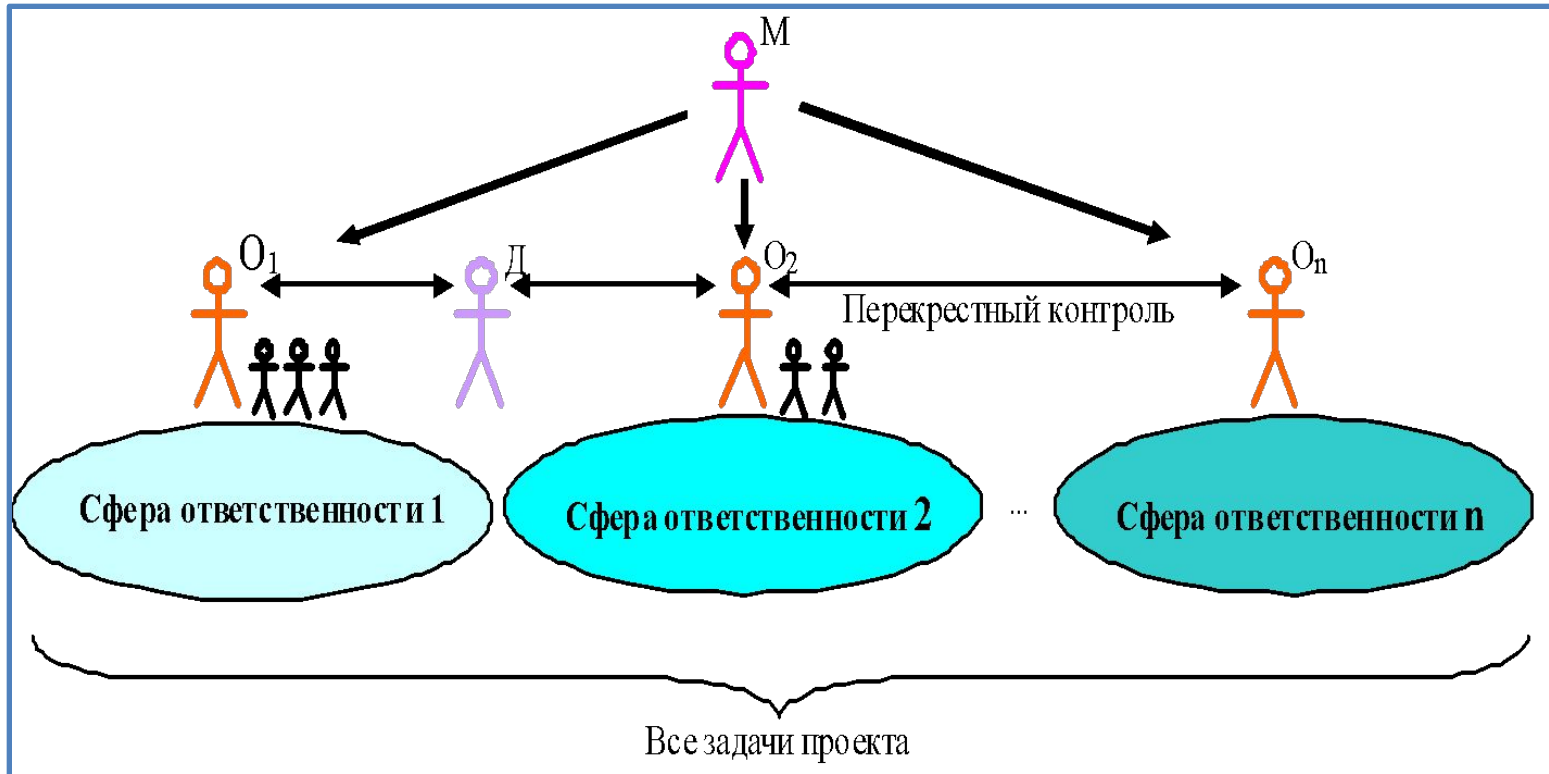 М
О₁
Д
О₂
Оₙ
Перекрестный контроль
Сфера ответственности 1
Сфера ответственности 2
...
Сфера ответственности n
Все задачи проекта